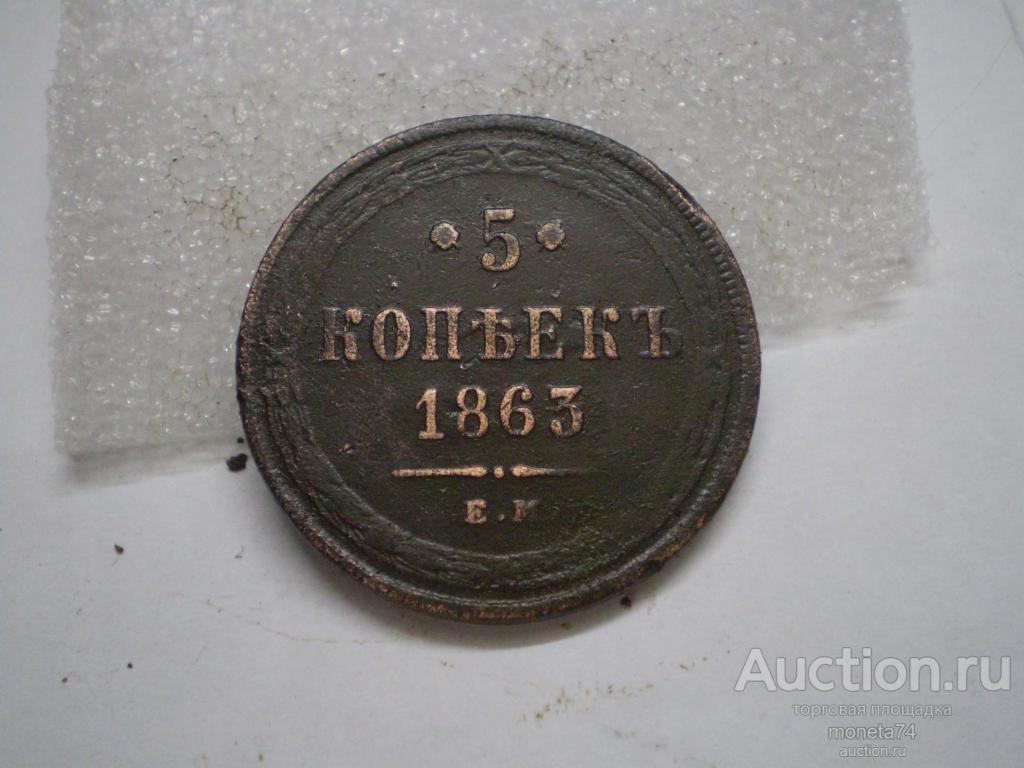 5
КОПѢЕКЪ
1863
Е.М
Auction.ru
торговая площадка
moneta74
auction.ru